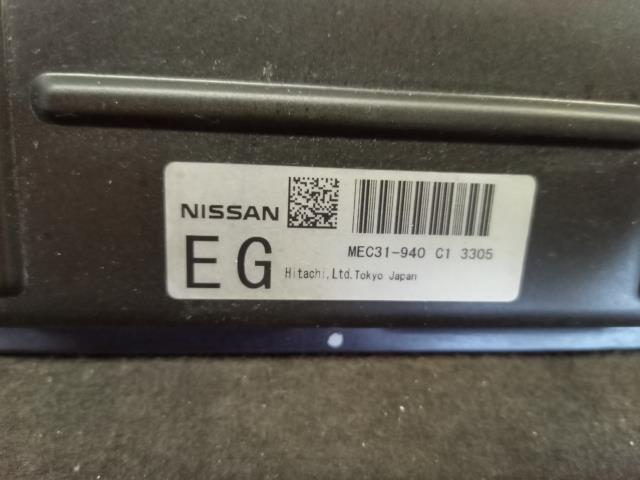 NISSAN
MEC31-940 C1 3305
EG
Hitachi,Ltd.Tokyo Japan